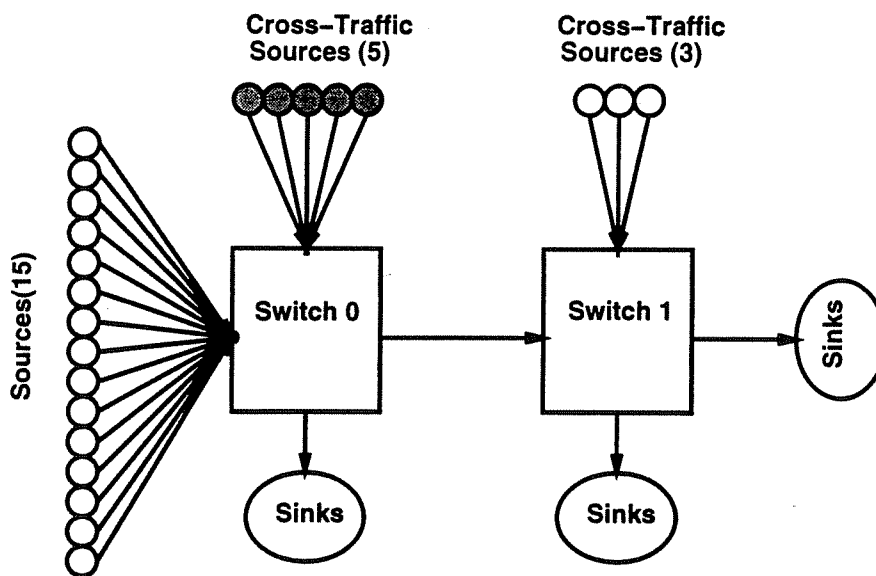 Cross-Traffic
Sources (5)
Cross-Traffic
Sources (3)
Sources(15)
Switch 0
Switch 1
Sinks
Sinks
Sinks